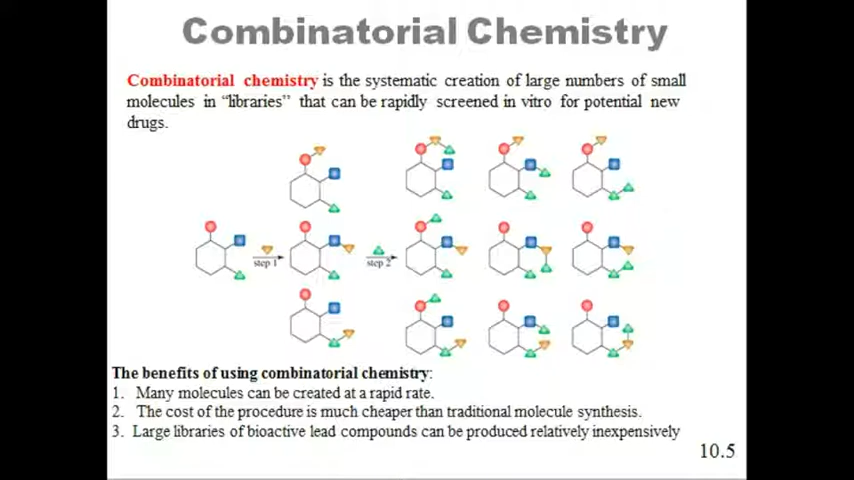 Combinatorial Chemistry
Combinatorial chemistry is the systematic creation of large numbers of small
molecules in "libraries" that can be rapidly screened in vitro for potential new
drugs.
step 1
step 2
The benefits of using combinatorial chemistry:
1. Many molecules can be created at a rapid rate.
2. The cost of the procedure is much cheaper than traditional molecule synthesis.
3. Large libraries of bioactive lead compounds can be produced relatively inexpensively
10.5